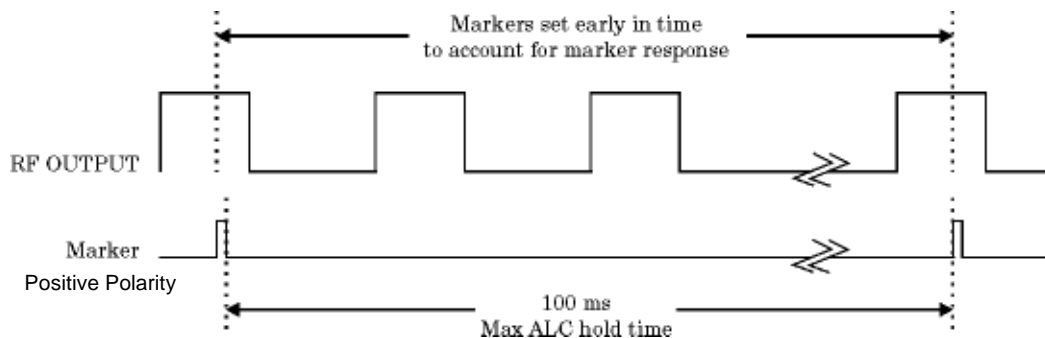 Markers set early in time
to account for marker response
RF OUTPUT
Marker
Positive Polarity
100 ms
Max ALC hold time